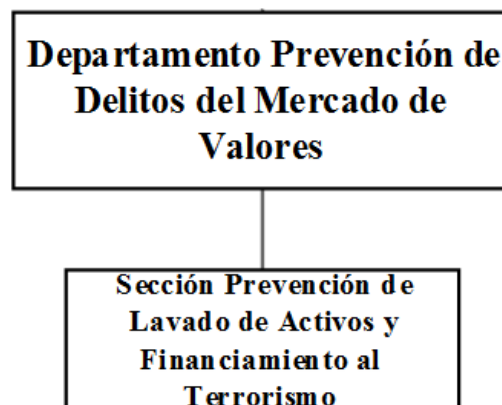 Departamento Prevención de
Delitos del Mercado de
Valores
Sección Prevención de
Lavado de Activos y
Financiamiento al
Terrorismo